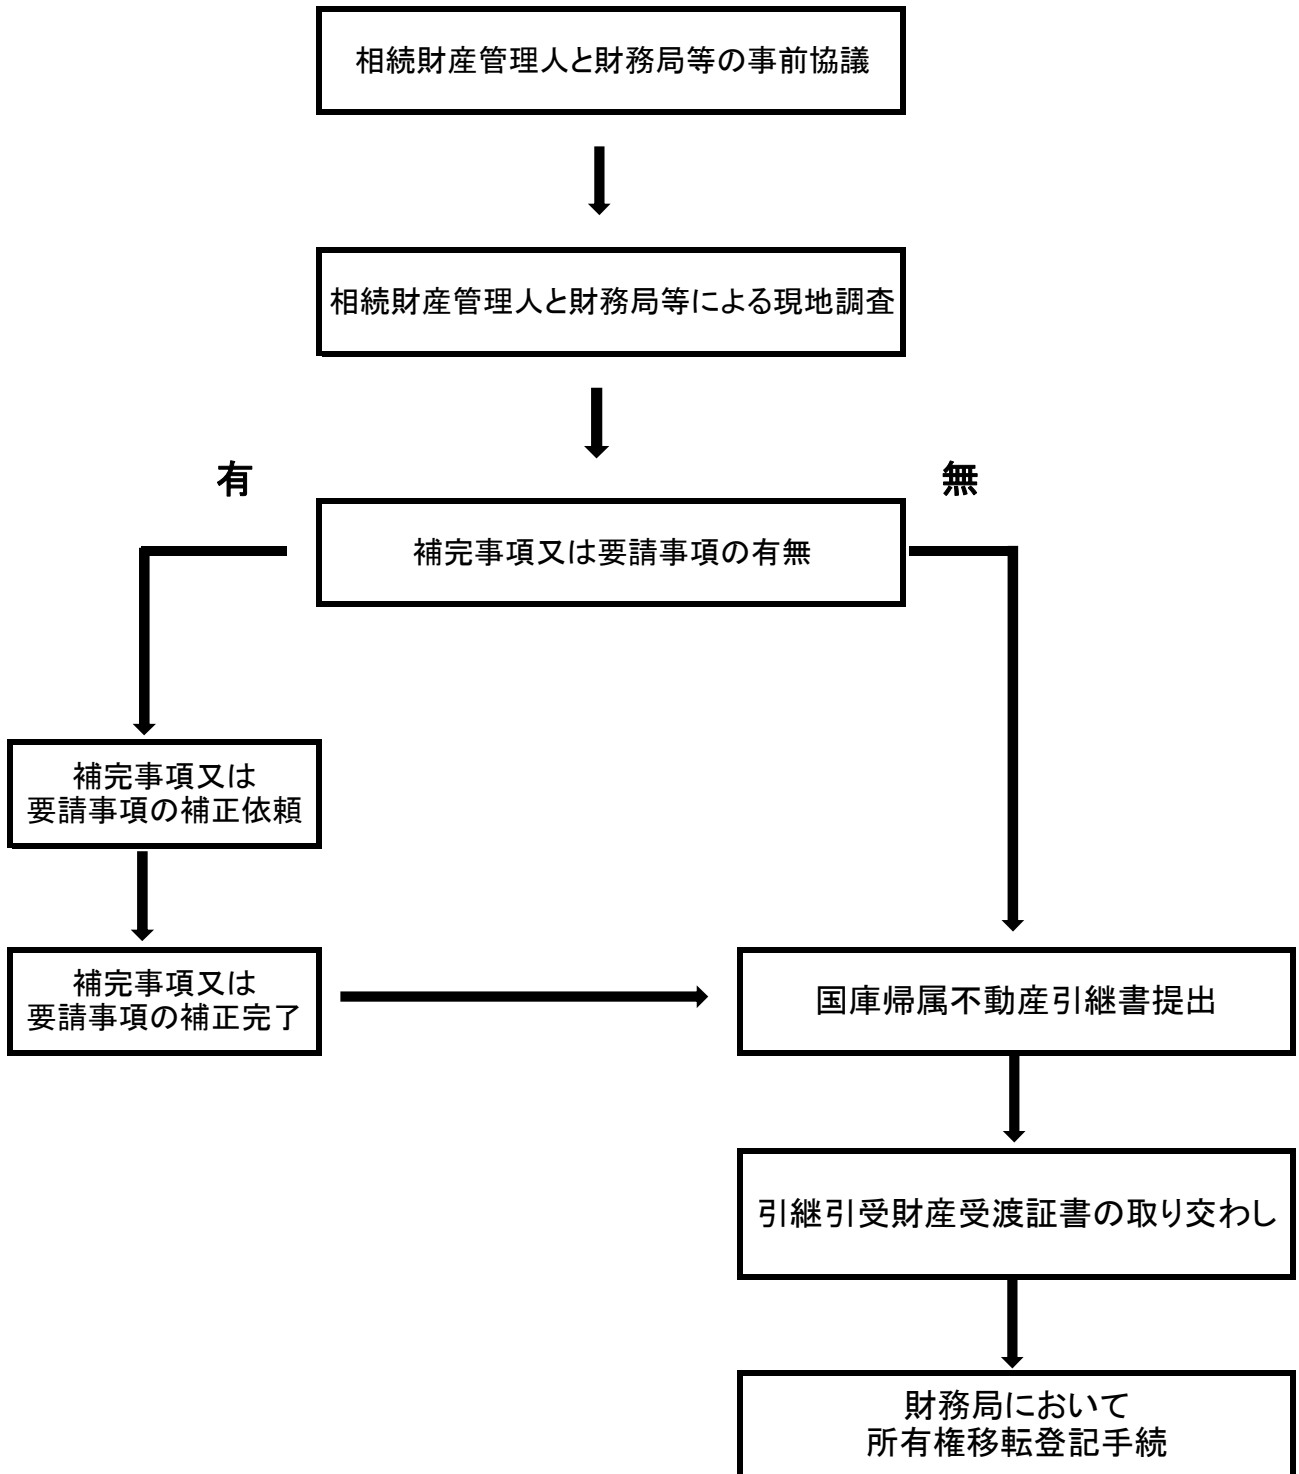 相続財産管理人と財務局等の事前協議
相続財産管理人と財務局等による現地調査
有
無
補完事項又は要請事項の有無
補完事項又は
要請事項の補正依頼
補完事項又は
要請事項の補正完了
国庫帰属不動産引継書提出
引継引受財産受渡証書の取り交わし
財務局において
所有権移転登記手続